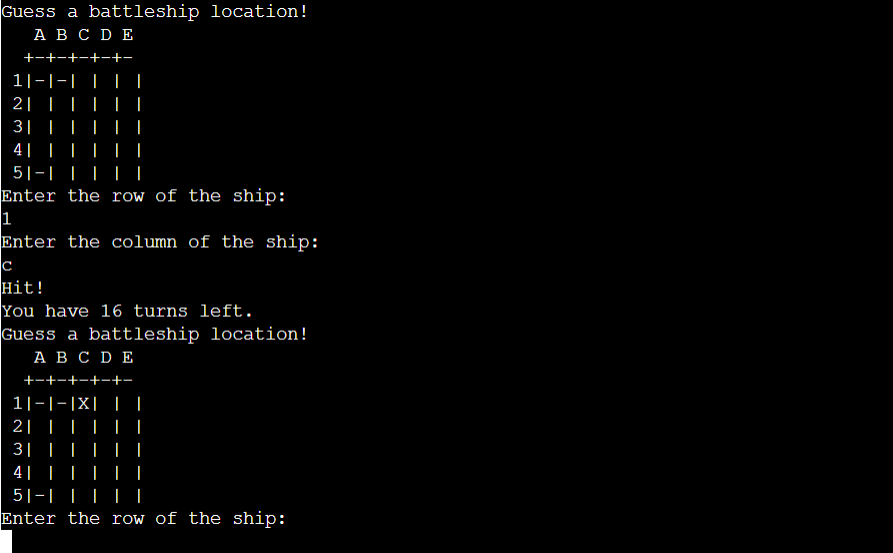 Guess a battleship location!
   A B C D E
  +-+-+-+-+-
 1|-|-| | | |
 2| | | | | |
 3| | | | | |
 4| | | | | |
 5|-| | | | |
Enter the row of the ship:
1
Enter the column of the ship:
c
Hit!
You have 16 turns left.
Guess a battleship location!
   A B C D E
  +-+-+-+-+-
 1|-|-|X| | |
 2| | | | | |
 3| | | | | |
 4| | | | | |
 5|-| | | | |
Enter the row of the ship: